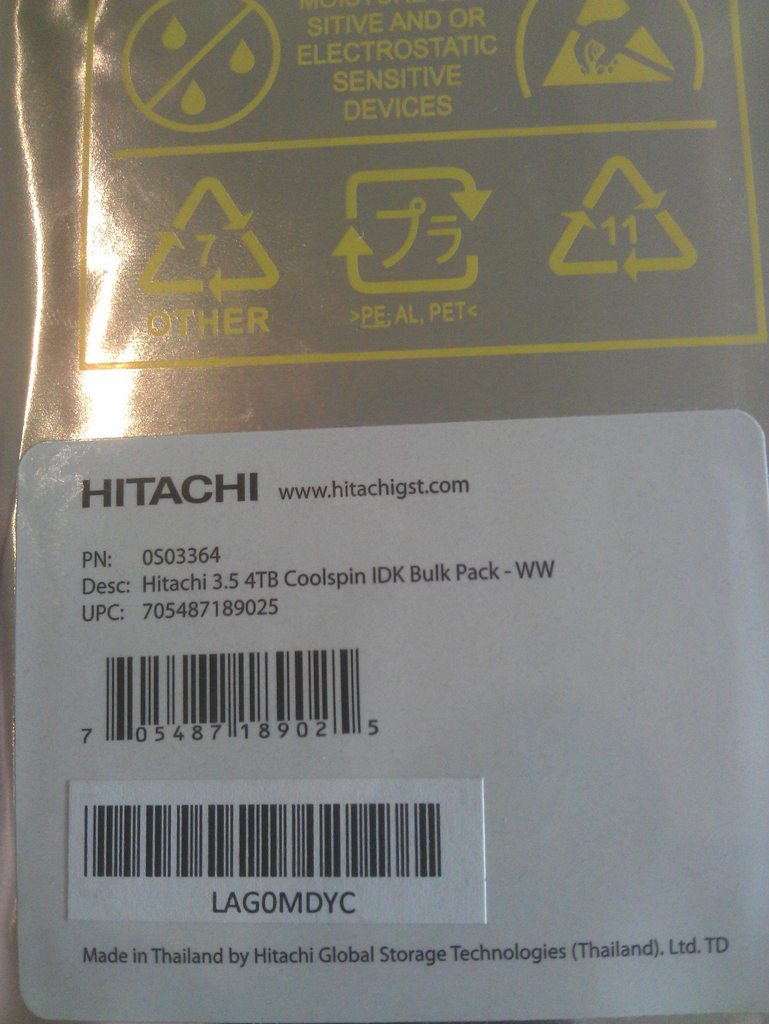 SITIVE AND OR
ELECTROSTATIC
SENSITIVE
DEVICES
7
プラ
11
OTHER
>PE, AL, PET<
HITACHI www.hitachigst.com
PN: 0S03364
Desc: Hitachi 3.5 4TB Coolspin IDK Bulk Pack - WW
UPC: 705487189025
7 05487 18902 5
LAG0MDYC
Made in Thailand by Hitachi Global Storage Technologies (Thailand). Ltd. TD